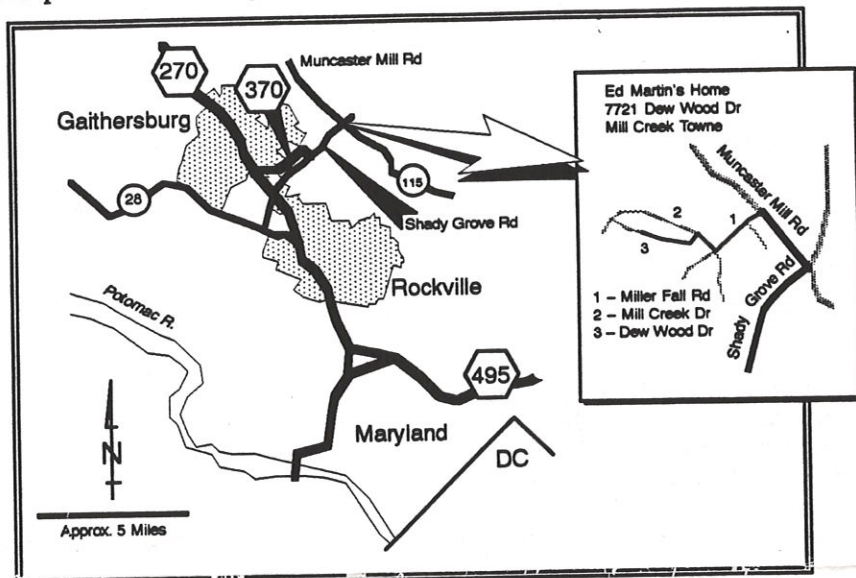 270
370
Muncaster Mill Rd
Gaithersburg
28
115
Shady Grove Rd
Rockville
Potomac R.
495
Maryland
DC
N
Approx. 5 Miles
Ed Martin's Home
7721 Dew Wood Dr
Mill Creek Towne
Muncaster Mill Rd
2
1
3
Shady Grove Rd
1 – Miller Fall Rd
2 – Mill Creek Dr
3 – Dew Wood Dr